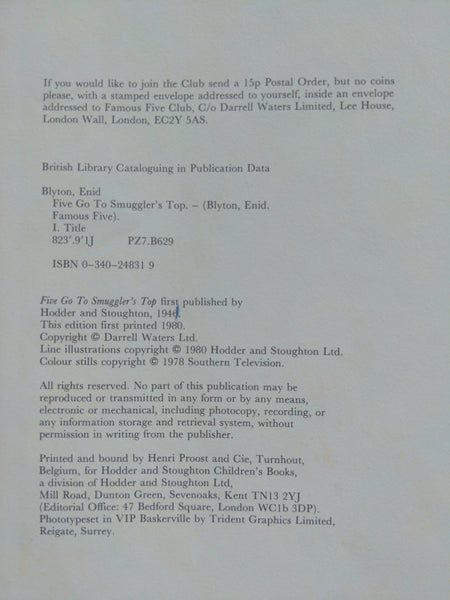 If you would like to join the Club send a 15p Postal Order, but no coins
please, with a stamped envelope addressed to yourself, inside an envelope
addressed to Famous Five Club, C/o Darrell Waters Limited, Lee House,
London Wall, London, EC2Y 5AS.
British Library Cataloguing in Publication Data
Blyton, Enid
Five Go To Smuggler's Top. – (Blyton, Enid.
Famous Five).
I. Title
823'.9'1J PZ7.B629
ISBN 0–340–24831 9
Five Go To Smuggler's Top first published by
Hodder and Stoughton, 1946.
This edition first printed 1980.
Copyright © Darrell Waters Ltd.
Line illustrations copyright © 1980 Hodder and Stoughton Ltd.
Colour stills copyright © 1978 Southern Television.
All rights reserved. No part of this publication may be
reproduced or transmitted in any form or by any means,
electronic or mechanical, including photocopy, recording, or
any information storage and retrieval system, without
permission in writing from the publisher.
Printed and bound by Henri Proost and Cie, Turnhout,
Belgium, for Hodder and Stoughton Children's Books,
a division of Hodder and Stoughton Ltd,
Mill Road, Dunton Green, Sevenoaks, Kent TN13 2YJ
(Editorial Office: 47 Bedford Square, London WC1b 3DP).
Phototypeset in VIP Baskerville by Trident Graphics Limited,
Reigate, Surrey.